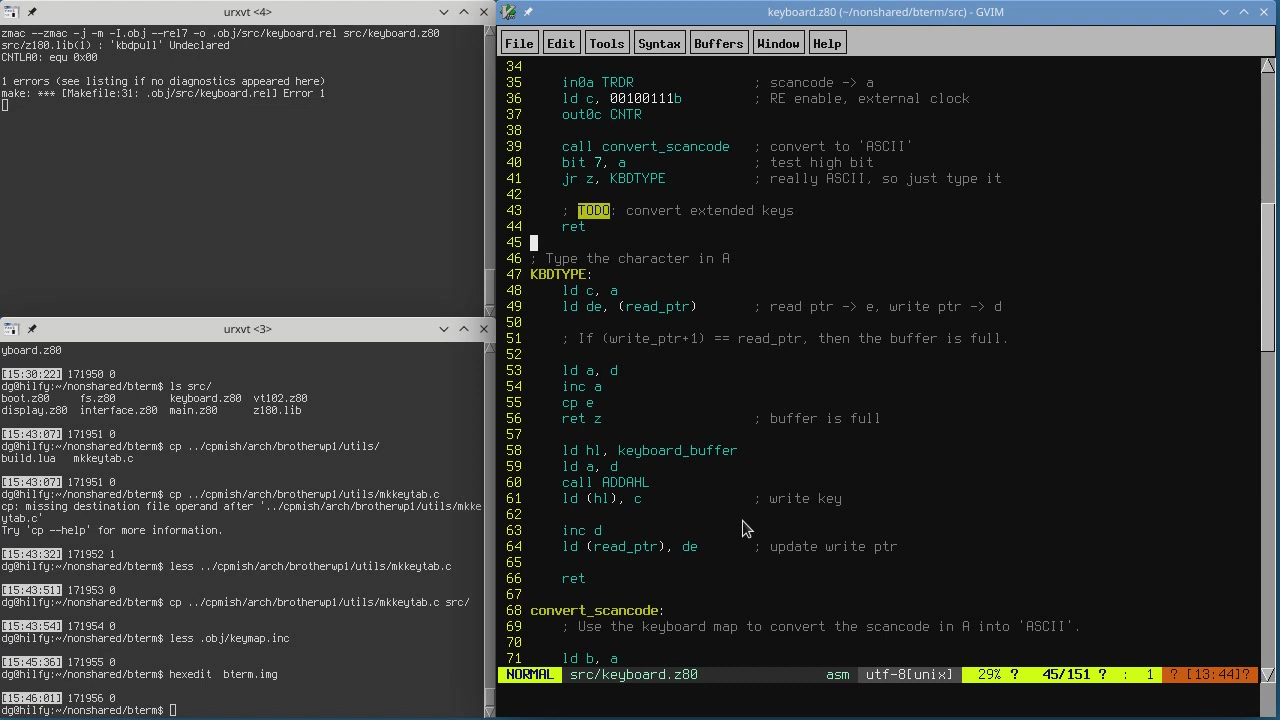 urxvt <4>
zmac --zmac -j -m -I.obj --rel7 -o .obj/src/keyboard.rel src/keyboard.z80
src/z180.lib(1) : 'kbdpull' Undeclared
CNTLA0: equ 0x00
1 errors (see listing if no diagnostics appeared here)
make: *** [Makefile:31: .obj/src/keyboard.rel] Error 1
urxvt <3>
yboard.z80
[15:30:22] 171950 0
dg@hilfy:~/nonshared/bterm$ ls src/
boot.z80     fs.z80         keyboard.z80  vt102.z80
display.z80  interface.z80  main.z80      z180.lib
[15:43:07] 171951 0
dg@hilfy:~/nonshared/bterm$ cp ../cpmish/arch/brotherwp1/utils/
build.lua   mkkeytab.c
[15:43:07] 171951 0
dg@hilfy:~/nonshared/bterm$ cp ../cpmish/arch/brotherwp1/utils/mkkeytab.c
cp: missing destination file operand after '../cpmish/arch/brotherwp1/utils/mkke
ytab.c'
Try 'cp --help' for more information.
[15:43:32] 171952 1
dg@hilfy:~/nonshared/bterm$ less ../cpmish/arch/brotherwp1/utils/mkkeytab.c
[15:43:51] 171953 0
dg@hilfy:~/nonshared/bterm$ cp ../cpmish/arch/brotherwp1/utils/mkkeytab.c src/
[15:43:54] 171954 0
dg@hilfy:~/nonshared/bterm$ less .obj/keymap.inc
[15:45:36] 171955 0
dg@hilfy:~/nonshared/bterm$ hexedit  bterm.img
[15:46:01] 171956 0
dg@hilfy:~/nonshared/bterm$
keyboard.z80 (~/nonshared/bterm/src) - GVIM
File Edit Tools Syntax Buffers Window Help
34
35     in0a TRDR               ; scancode -> a
36     ld c, 00100111b         ; RE enable, external clock
37     out0c CNTR
38
39     call convert_scancode   ; convert to 'ASCII'
40     bit 7, a                ; test high bit
41     jr z, KBDTYPE           ; really ASCII, so just type it
42
43     ; TODO: convert extended keys
44     ret
45
46 ; Type the character in A
47 KBDTYPE:
48     ld c, a
49     ld de, (read_ptr)       ; read ptr -> e, write ptr -> d
50
51     ; If (write_ptr+1) == read_ptr, then the buffer is full.
52
53     ld a, d
54     inc a
55     cp e
56     ret z                   ; buffer is full
57
58     ld hl, keyboard_buffer
59     ld a, d
60     call ADDAHL
61     ld (hl), c              ; write key
62
63     inc d
64     ld (read_ptr), de       ; update write ptr
65
66     ret
67
68 convert_scancode:
69     ; Use the keyboard map to convert the scancode in A into 'ASCII'.
70
71     ld b, a
NORMAL src/keyboard.z80 asm utf-8[unix] 29% ? 45/151 ? : 1 ? [13:44]?